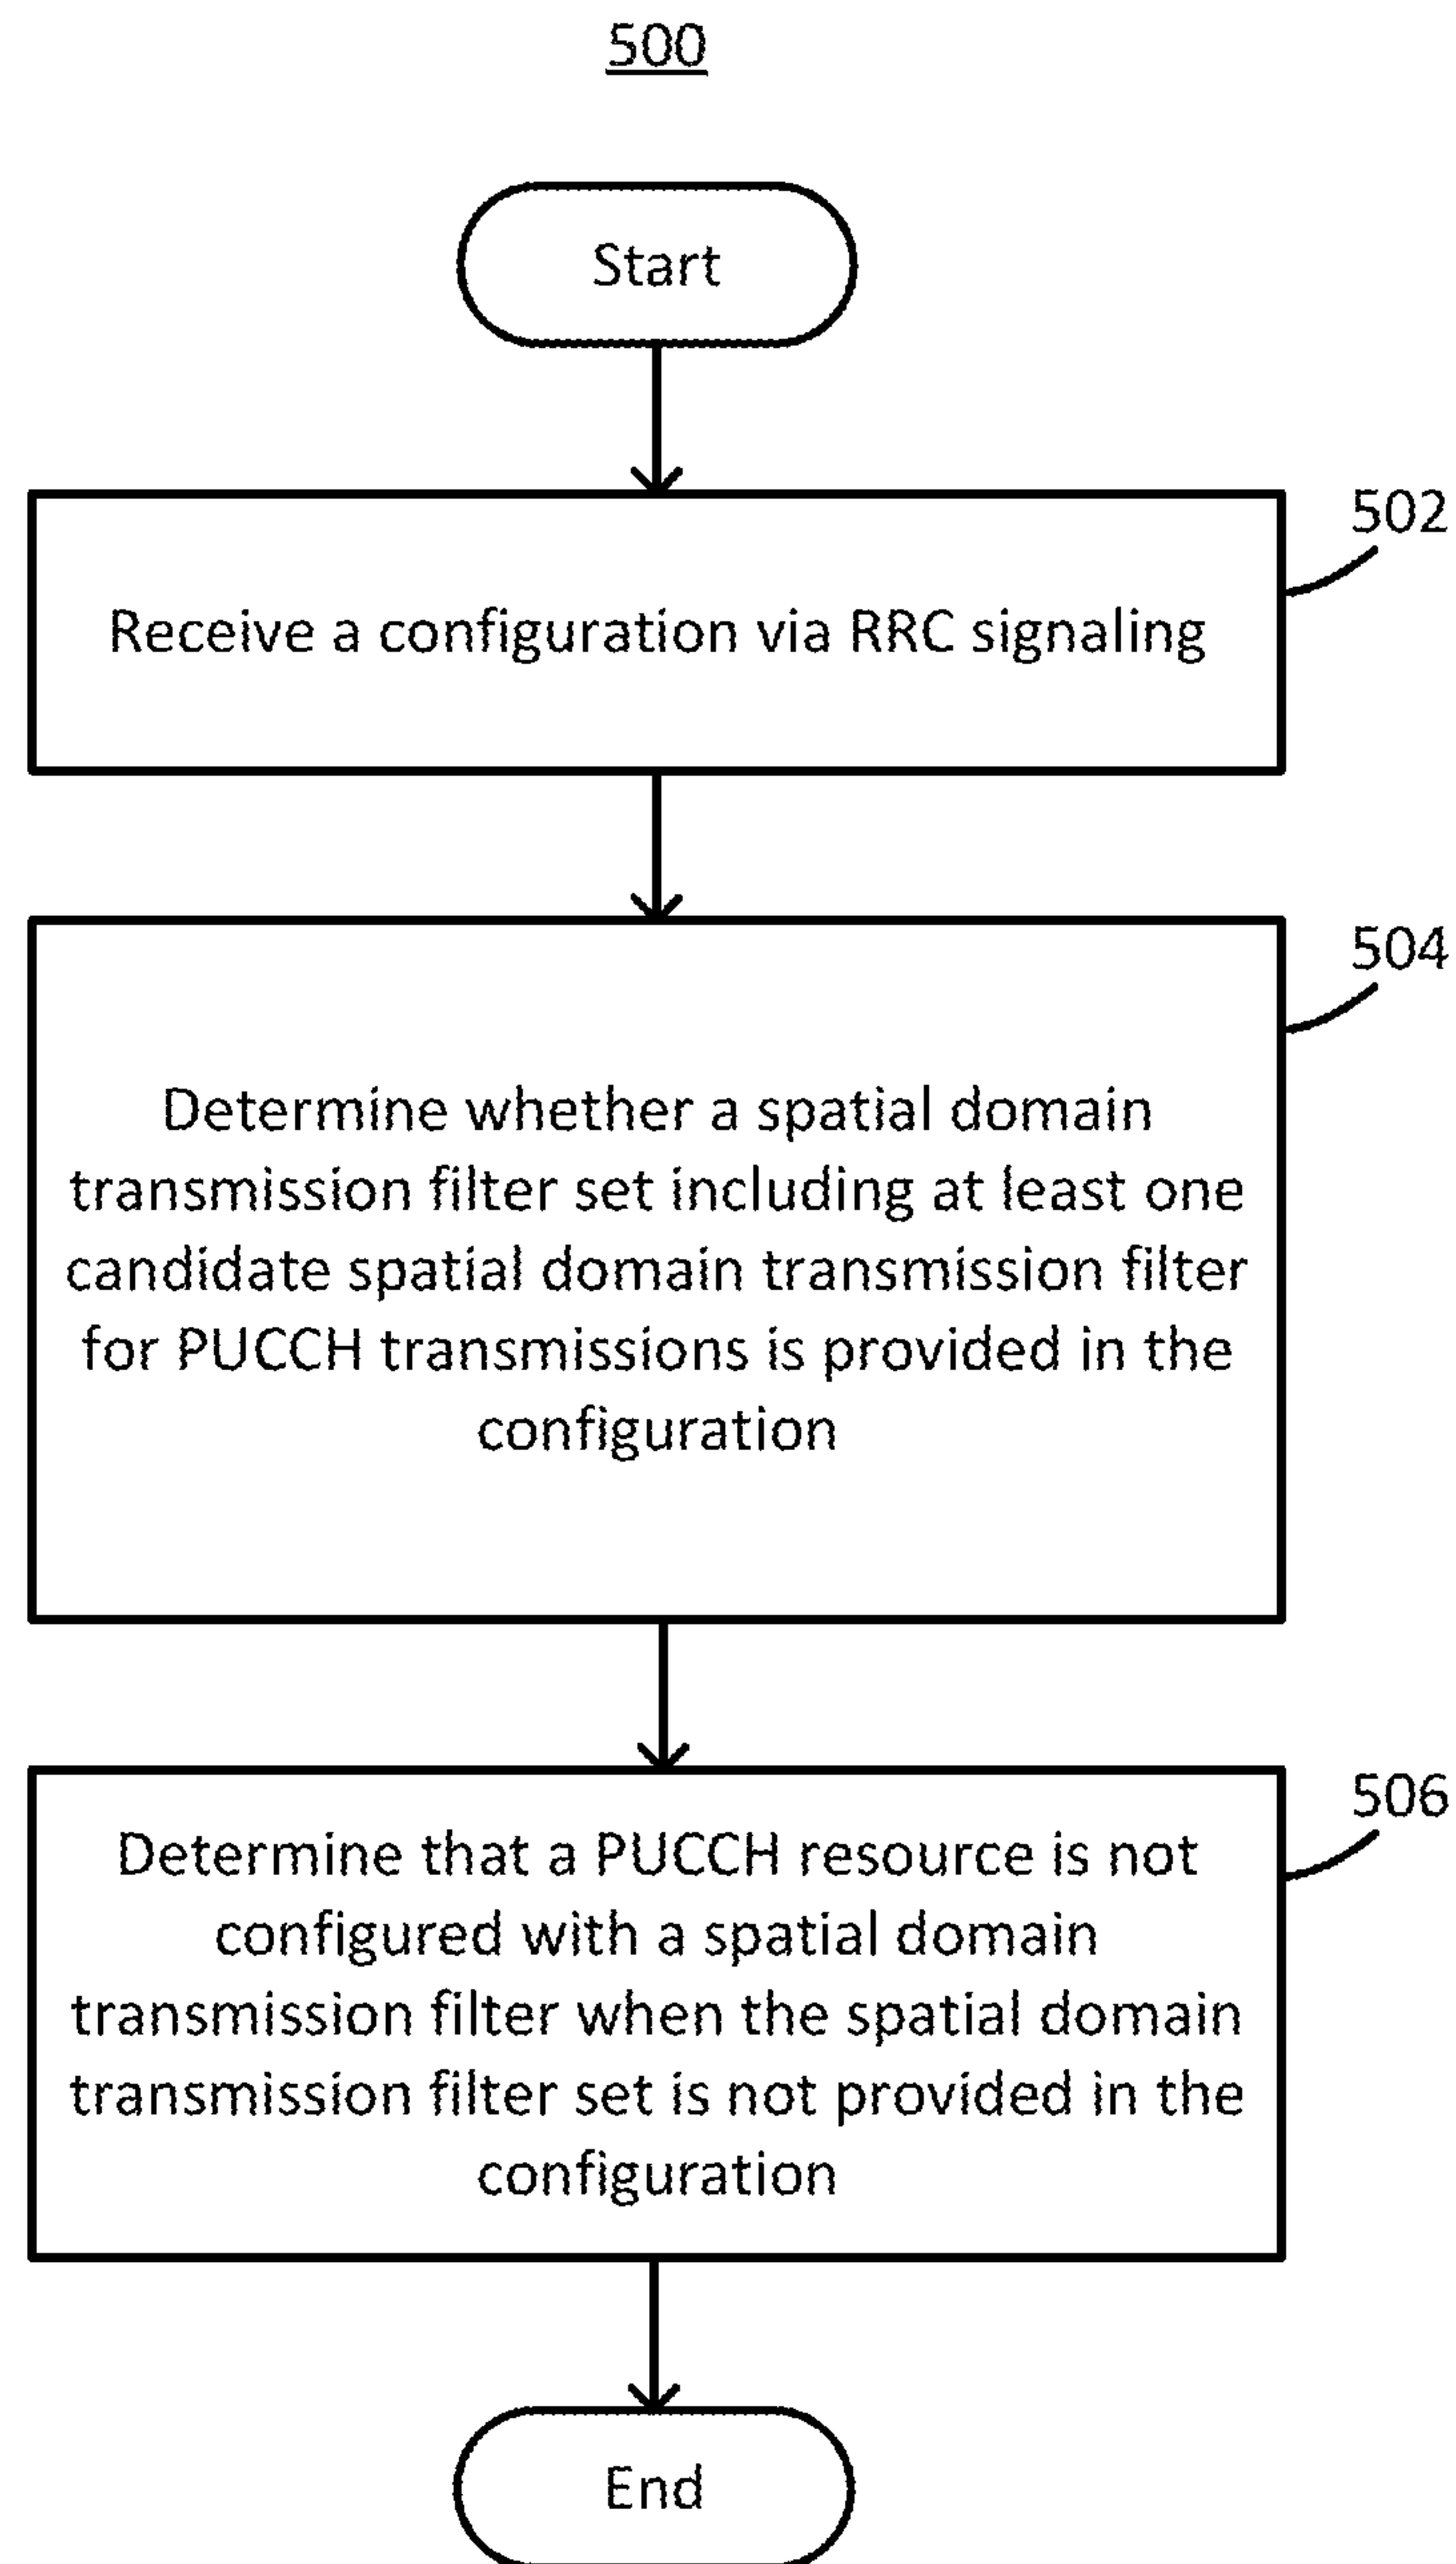 500
Start
502
Receive a configuration via RRC signaling
504
Determine whether a spatial domain
transmission filter set including at least one
candidate spatial domain transmission filter
for PUCCH transmissions is provided in the
configuration
506
Determine that a PUCCH resource is not
configured with a spatial domain
transmission filter when the spatial domain
transmission filter set is not provided in the
configuration
End